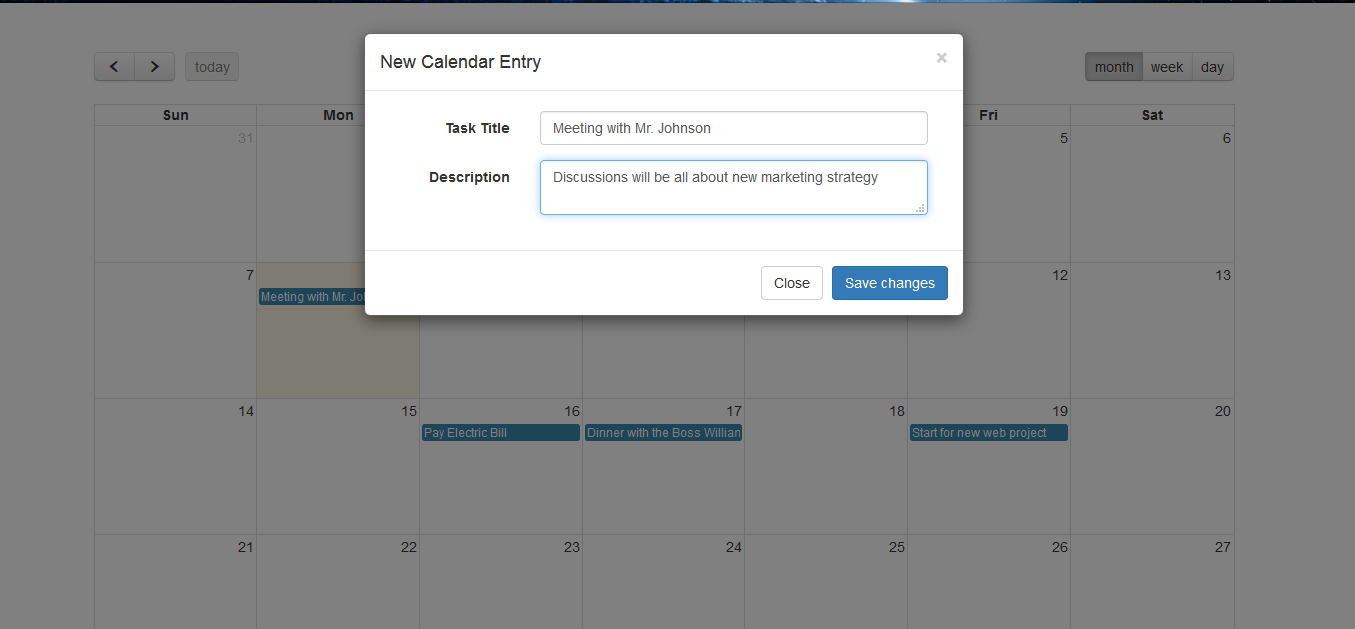 New Calendar Entry ×
today
month week day
Sun Mon Fri Sat
Task Title Meeting with Mr. Johnson
31 5 6
Description Discussions will be all about new marketing strategy
7 12 13
Close Save changes
Meeting with Mr.
14 15 16 17 18 19 20
Pay Electric Bill Dinner with the Boss Willian Start for new web project
21 22 23 24 25 26 27